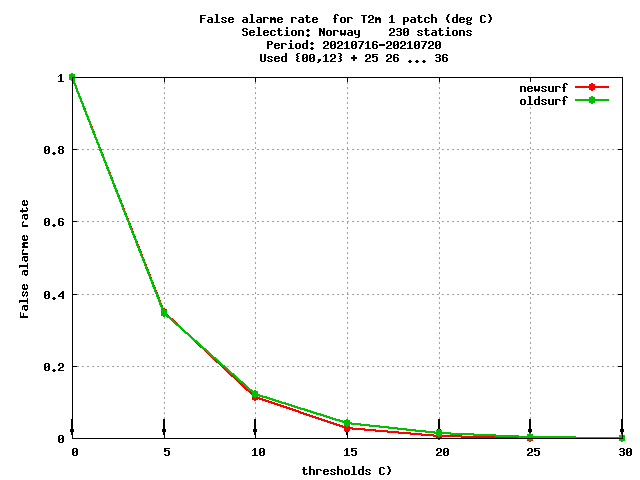 False alarme rate  for T2m 1 patch (deg C)
Selection: Norway    230 stations
Period: 20210716-20210720
Used {00,12} + 25 26 ... 36
newsurf
oldsurf
1
0.8
0.6
0.4
0.2
0
False alarme rate
0 5 10 15 20 25 30
thresholds C)